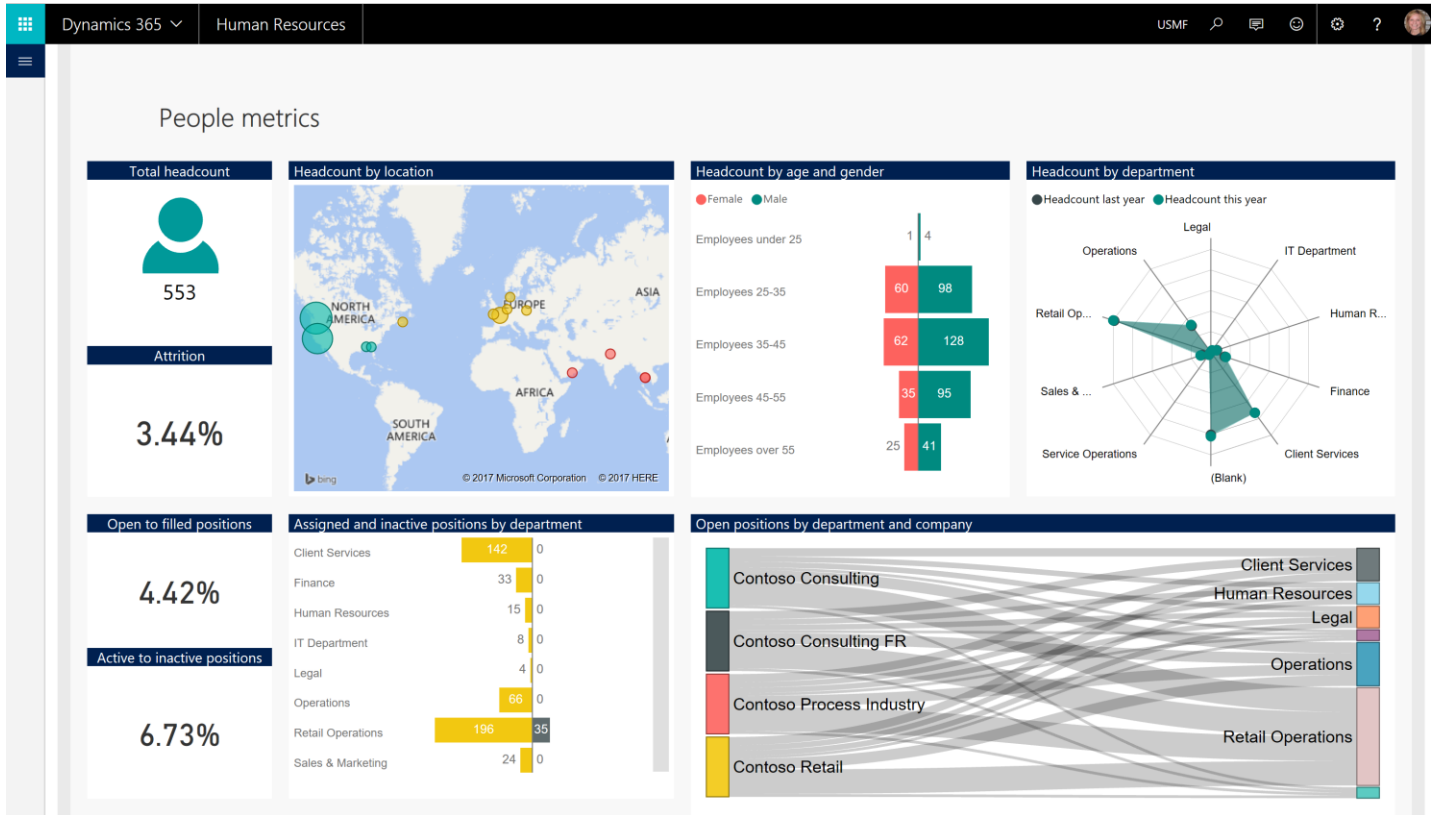 Dynamics 365
Human Resources
USMF
?
People metrics
Total headcount
553
Attrition
3.44%
Headcount by location
NORTH
AMERICA
EUROPE
ASIA
AFRICA
SOUTH
AMERICA
bing
© 2017 Microsoft Corporation © 2017 HERE
Headcount by age and gender
Female Male
Employees under 25 1 4
Employees 25-35 60 98
Employees 35-45 62 128
Employees 45-55 35 95
Employees over 55 25 41
Headcount by department
Headcount last year Headcount this year
Legal
Operations
IT Department
Retail Op...
Human R...
Sales & ...
Finance
Service Operations
Client Services
(Blank)
Open to filled positions
4.42%
Active to inactive positions
6.73%
Assigned and inactive positions by department
Client Services 142 0
Finance 33 0
Human Resources 15 0
IT Department 8 0
Legal 4 0
Operations 66 0
Retail Operations 196 35
Sales & Marketing 24 0
Open positions by department and company
Contoso Consulting
Contoso Consulting FR
Contoso Process Industry
Contoso Retail
Client Services
Human Resources
Legal
Operations
Retail Operations